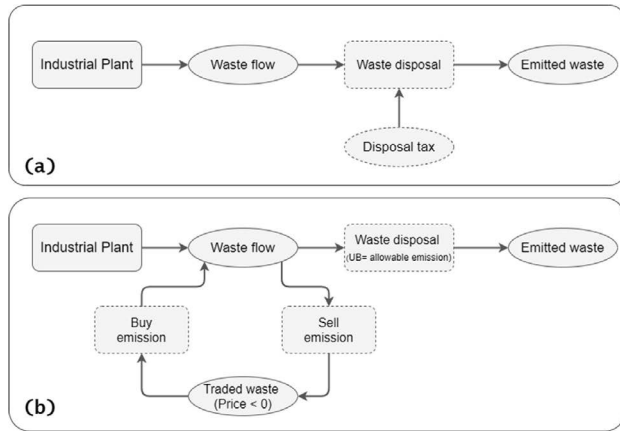 Industrial Plant
Waste flow
Waste disposal
Emitted waste
Disposal tax
(a)
Industrial Plant
Waste flow
Waste disposal
(UB= allowable emission)
Emitted waste
Buy
emission
Sell
emission
Traded waste
(Price < 0)
(b)